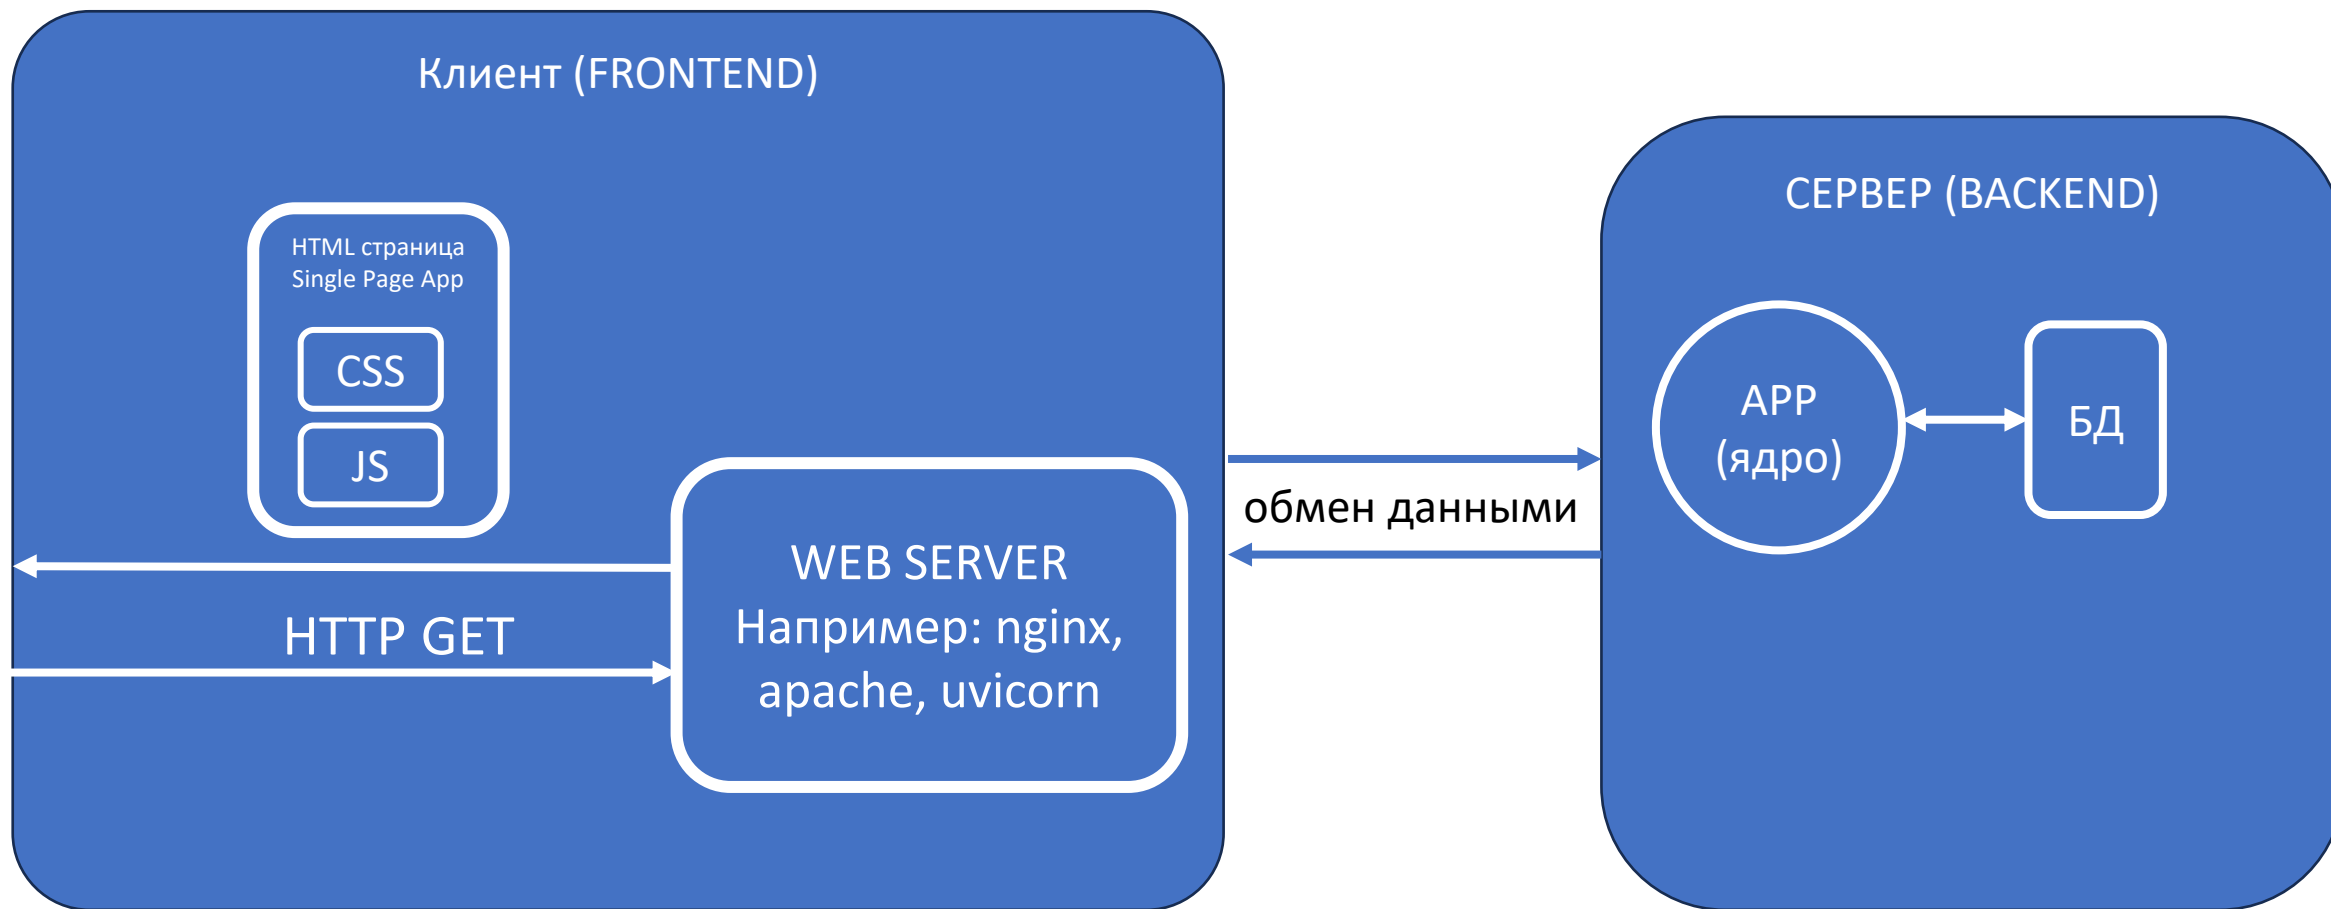 Клиент (FRONTEND)
HTML страница
Single Page App
CSS
JS
HTTP GET
WEB SERVER
Например: nginx,
apache, uvicorn
обмен данными
СЕРВЕР (BACKEND)
APP
(ядро)
БД